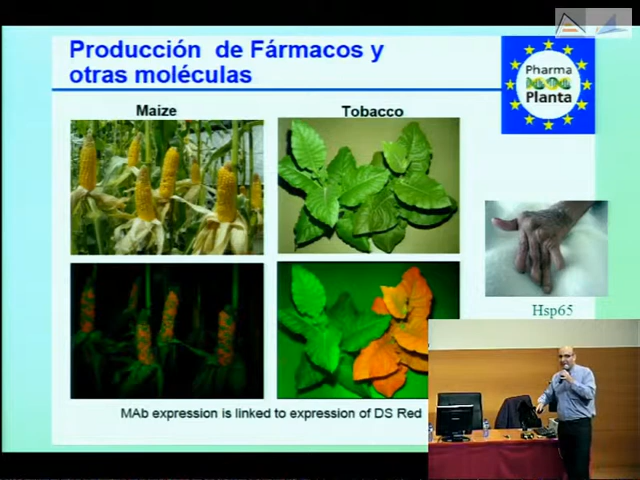 Producción de Fármacos y
otras moléculas
Pharma
Planta
Maize
Tobacco
Hsp65
MAb expression is linked to expression of DS Red